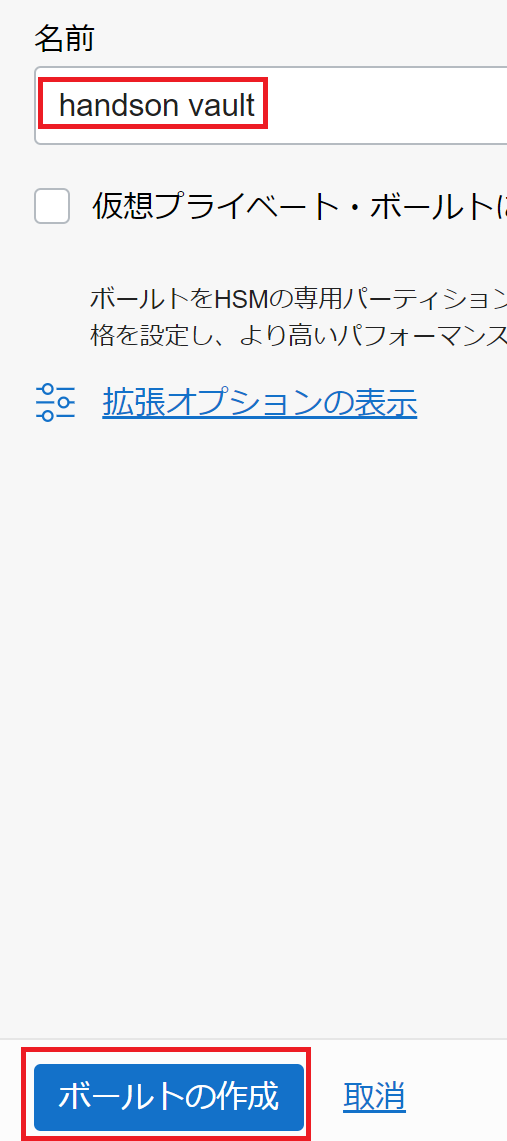 名前
handson vault
仮想プライベート・ボールトに
ボールトをHSMの専用パーティション
格を設定し、より高いパフォーマンス
拡張オプションの表示
ボールトの作成
取消